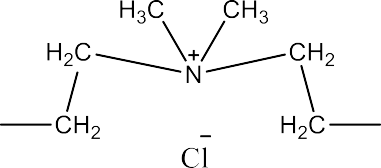 H₃C CH₃
H₂C + CH₂
N
CH₂ H₂C
Cl⁻